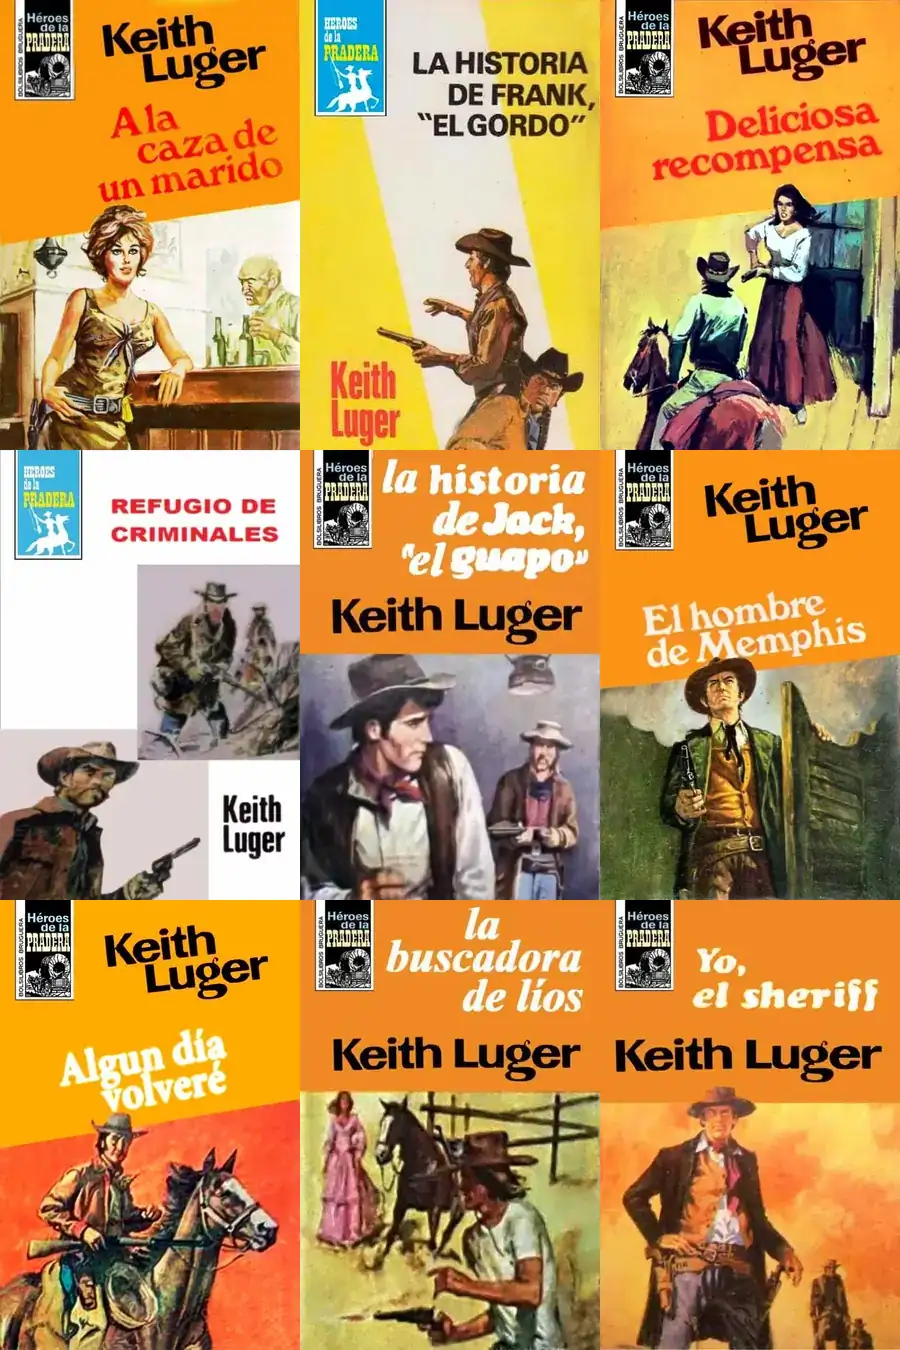 Héroes
de la
PRADERA
BOLSILIBROS BRUGUERA
Keith
Luger
A la
caza de
un marido
HEROES
de la
PRADERA
LA HISTORIA
DE FRANK,
"EL GORDO"
Keith
Luger
Héroes
de la
PRADERA
BOLSILIBROS BRUGUERA
Keith
Luger
Deliciosa
recompensa
HEROES
de la
PRADERA
REFUGIO DE
CRIMINALES
Keith
Luger
Héroes
de la
PRADERA
BOLSILIBROS BRUGUERA
la historia
de Jack,
"el guapo"
Keith Luger
Héroes
de la
PRADERA
BOLSILIBROS BRUGUERA
Keith
Luger
El hombre
de Memphis
Héroes
de la
PRADERA
BOLSILIBROS BRUGUERA
Keith
Luger
Algun día
volveré
Héroes
de la
PRADERA
BOLSILIBROS BRUGUERA
la
buscadora
de líos
Keith Luger
Héroes
de la
PRADERA
BOLSILIBROS BRUGUERA
Yo,
el sheriff
Keith Luger